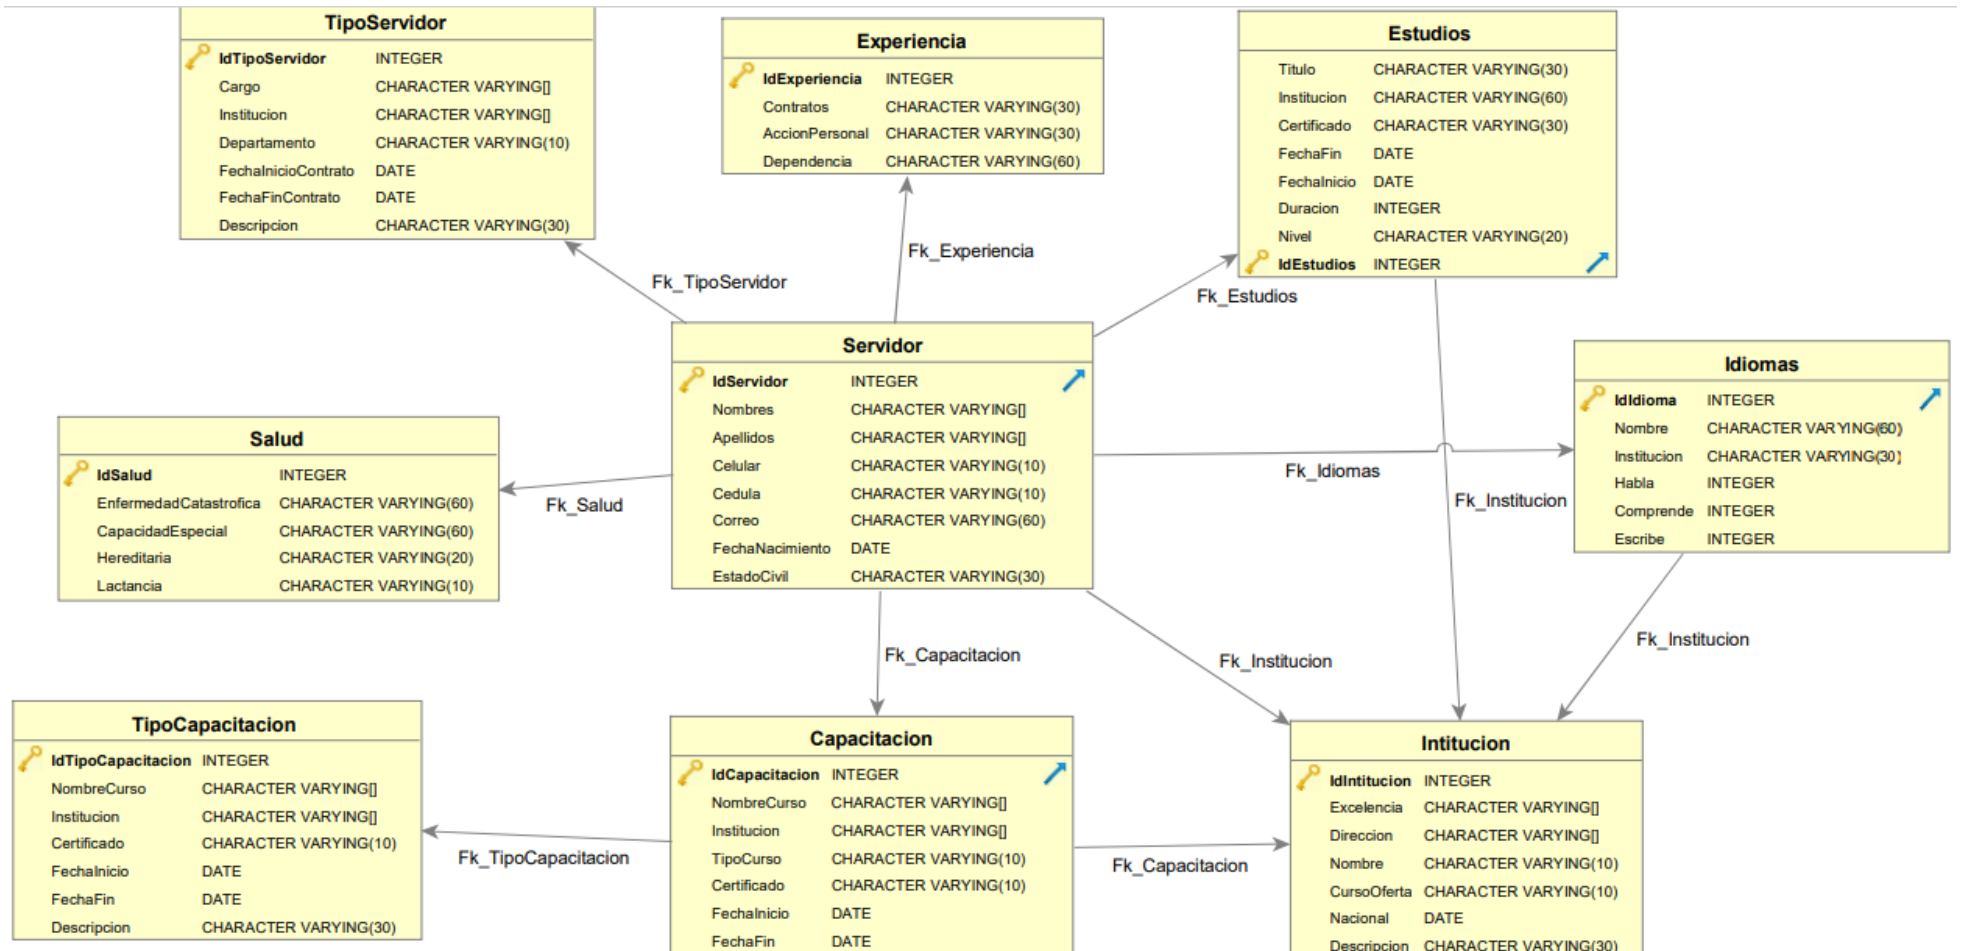 TipoServidor
IdTipoServidor INTEGER
Cargo CHARACTER VARYING[]
Institucion CHARACTER VARYING[]
Departamento CHARACTER VARYING(10)
FechaInicioContrato DATE
FechaFinContrato DATE
Descripcion CHARACTER VARYING(30)
Experiencia
IdExperiencia INTEGER
Contratos CHARACTER VARYING(30)
AccionPersonal CHARACTER VARYING(30)
Dependencia CHARACTER VARYING(60)
Estudios
Titulo CHARACTER VARYING(30)
Institucion CHARACTER VARYING(60)
Certificado CHARACTER VARYING(30)
FechaFin DATE
FechaInicio DATE
Duracion INTEGER
Nivel CHARACTER VARYING(20)
IdEstudios INTEGER
Fk_TipoServidor
Fk_Experiencia
Fk_Estudios
Servidor
IdServidor INTEGER
Nombres CHARACTER VARYING[]
Apellidos CHARACTER VARYING[]
Celular CHARACTER VARYING(10)
Cedula CHARACTER VARYING(10)
Correo CHARACTER VARYING(60)
FechaNacimiento DATE
EstadoCivil CHARACTER VARYING(30)
Idiomas
IdIdioma INTEGER
Nombre CHARACTER VARYING(60)
Institucion CHARACTER VARYING(30)
Habla INTEGER
Comprende INTEGER
Escribe INTEGER
Salud
IdSalud INTEGER
EnfermedadCatastrofica CHARACTER VARYING(60)
CapacidadEspecial CHARACTER VARYING(60)
Hereditaria CHARACTER VARYING(20)
Lactancia CHARACTER VARYING(10)
Fk_Salud
Fk_Idiomas
Fk_Institucion
Fk_Capacitacion
Fk_Institucion
Fk_Institucion
TipoCapacitacion
IdTipoCapacitacion INTEGER
NombreCurso CHARACTER VARYING[]
Institucion CHARACTER VARYING[]
Certificado CHARACTER VARYING(10)
FechaInicio DATE
FechaFin DATE
Descripcion CHARACTER VARYING(30)
Fk_TipoCapacitacion
Capacitacion
IdCapacitacion INTEGER
NombreCurso CHARACTER VARYING[]
Institucion CHARACTER VARYING[]
TipoCurso CHARACTER VARYING(10)
Certificado CHARACTER VARYING(10)
FechaInicio DATE
FechaFin DATE
Fk_Capacitacion
Intitucion
IdIntitucion INTEGER
Excelencia CHARACTER VARYING[]
Direccion CHARACTER VARYING[]
Nombre CHARACTER VARYING(10)
CursoOferta CHARACTER VARYING(10)
Nacional DATE
Descripcion CHARACTER VARYING(30)